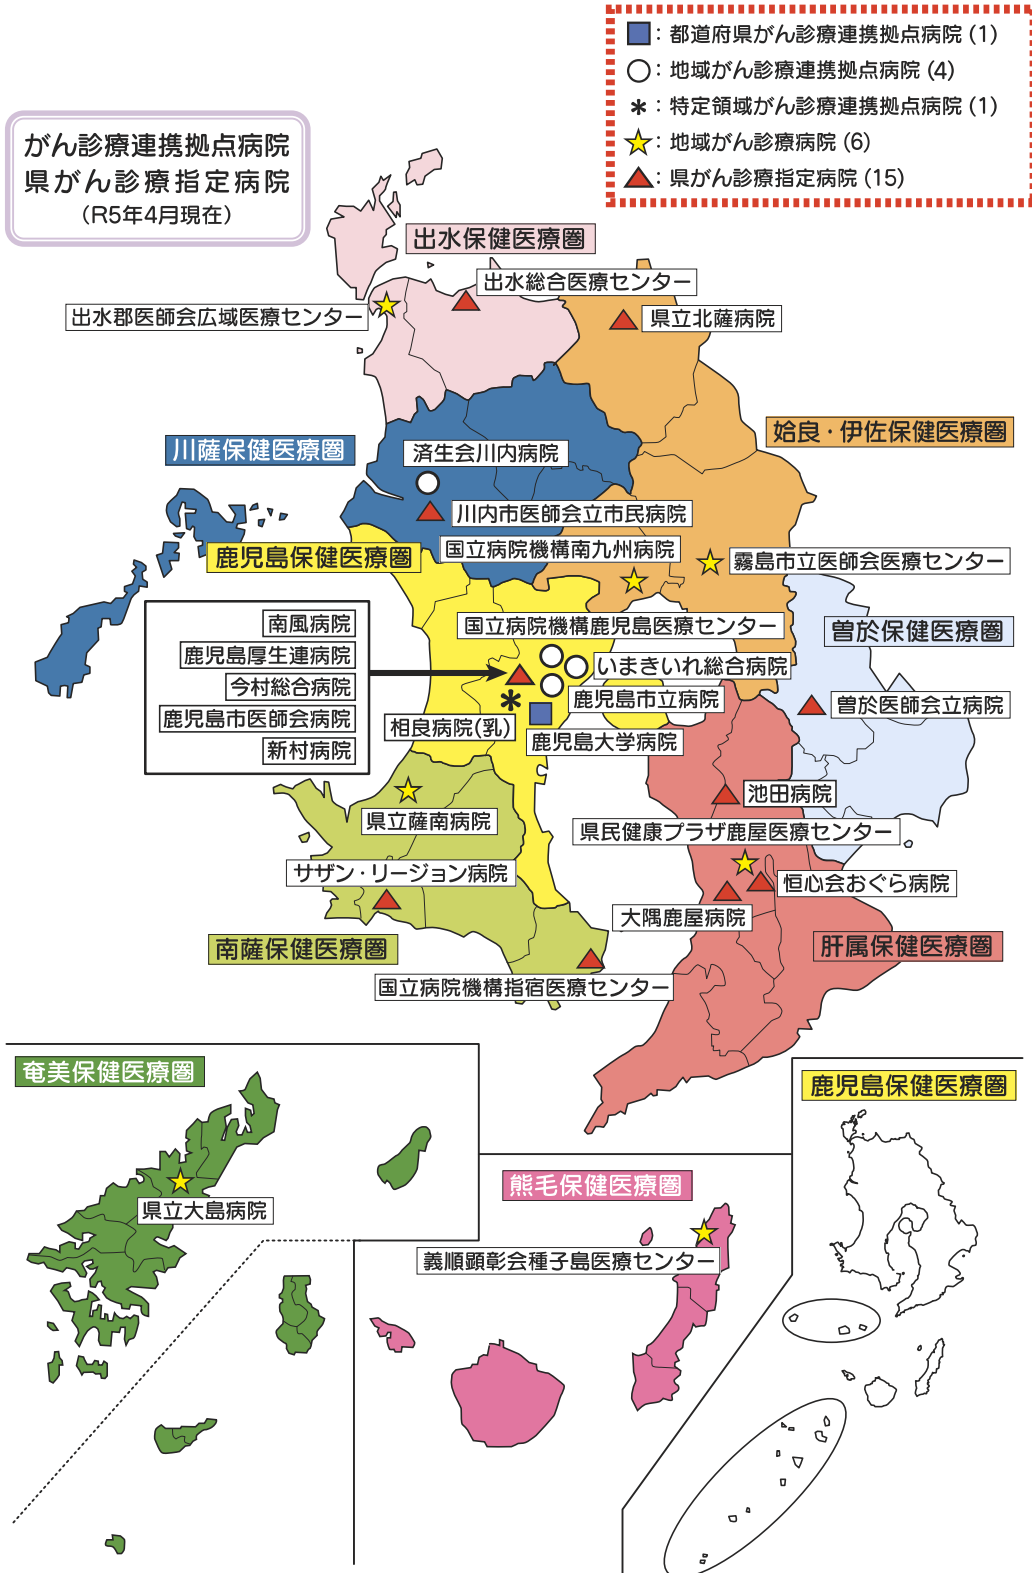 ■：都道府県がん診療連携拠点病院 (1)
○：地域がん診療連携拠点病院 (4)
＊：特定領域がん診療連携拠点病院 (1)
☆：地域がん診療病院 (6)
▲：県がん診療指定病院 (15)
がん診療連携拠点病院
県がん診療指定病院
（R5年4月現在）
出水保健医療圏
出水総合医療センター
出水郡医師会広域医療センター
県立北薩病院
姶良・伊佐保健医療圏
川薩保健医療圏
済生会川内病院
川内市医師会立市民病院
国立病院機構南九州病院
鹿児島保健医療圏
霧島市立医師会医療センター
南風病院
鹿児島厚生連病院
今村総合病院
鹿児島市医師会病院
新村病院
国立病院機構鹿児島医療センター
曽於保健医療圏
いまきいれ総合病院
鹿児島市立病院
曽於医師会立病院
相良病院(乳)
鹿児島大学病院
池田病院
県立薩南病院
県民健康プラザ鹿屋医療センター
サザン・リージョン病院
恒心会おぐら病院
大隅鹿屋病院
南薩保健医療圏
肝属保健医療圏
国立病院機構指宿医療センター
奄美保健医療圏
鹿児島保健医療圏
熊毛保健医療圏
県立大島病院
義順顕彰会種子島医療センター